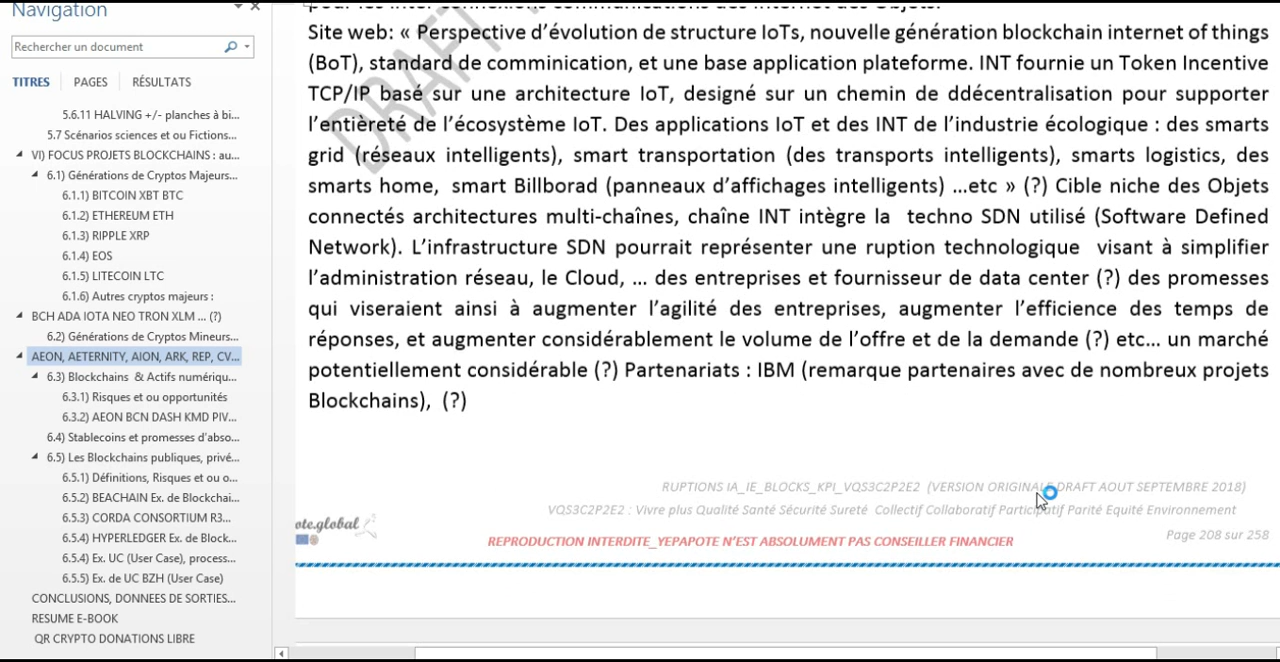 Navigation
Rechercher un document
TITRES PAGES RÉSULTATS
5.6.11 HALVING +/- planches à bi...
5.7 Scénarios sciences et ou Fictions...
VI) FOCUS PROJETS BLOCKCHAINS : au...
6.1) Générations de Cryptos Majeurs...
6.1.1) BITCOIN XBT BTC
6.1.2) ETHEREUM ETH
6.1.3) RIPPLE XRP
6.1.4) EOS
6.1.5) LITECOIN LTC
6.1.6) Autres cryptos majeurs :
BCH ADA IOTA NEO TRON XLM ... (?)
6.2) Générations de Cryptos Mineurs...
AEON, AETERNITY, AION, ARK, REP, CV...
6.3) Blockchains & Actifs numériqu...
6.3.1) Risques et ou opportunités
6.3.2) AEON BCN DASH KMD PIV...
6.4) Stablecoins et promesses d'abso...
6.5) Les Blockchains publiques, privé...
6.5.1) Définitions, Risques et ou o...
6.5.2) BEACHAIN Ex. de Blockchai...
6.5.3) CORDA CONSORTIUM R3...
6.5.4) HYPERLEDGER Ex. de Block...
6.5.4) Ex. UC (User Case), process...
6.5.5) Ex. de UC BZH (User Case)
CONCLUSIONS, DONNEES DE SORTIES...
RESUME E-BOOK
QR CRYPTO DONATIONS LIBRE
DRAFT
pour les inter connexions communications des Internet des Objets.
Site web: « Perspective d’évolution de structure IoTs, nouvelle génération blockchain internet of things
(BoT), standard de comminication, et une base application plateforme. INT fournie un Token Incentive
TCP/IP basé sur une architecture IoT, designé sur un chemin de ddécentralisation pour supporter
l’entièreté de l’écosystème IoT. Des applications IoT et des INT de l’industrie écologique : des smarts
grid (réseaux intelligents), smart transportation (des transports intelligents), smarts logistics, des
smarts home, smart Billborad (panneaux d’affichages intelligents) …etc » (?) Cible niche des Objets
connectés architectures multi-chaînes, chaîne INT intègre la techno SDN utilisé (Software Defined
Network). L’infrastructure SDN pourrait représenter une ruption technologique visant à simplifier
l’administration réseau, le Cloud, … des entreprises et fournisseur de data center (?) des promesses
qui viseraient ainsi à augmenter l’agilité des entreprises, augmenter l’efficience des temps de
réponses, et augmenter considérablement le volume de l’offre et de la demande (?) etc… un marché
potentiellement considérable (?) Partenariats : IBM (remarque partenaires avec de nombreux projets
Blockchains), (?)
RUPTIONS IA_IE_BLOCKS_KPI_VQS3C2P2E2 (VERSION ORIGINALE DRAFT AOUT SEPTEMBRE 2018)
VQS3C2P2E2 : Vivre plus Qualité Santé Sécurité Sureté Collectif Collaboratif Participatif Parité Equité Environnement
ote.global
Page 208 sur 258
REPRODUCTION INTERDITE_YEPAPOTE N’EST ABSOLUMENT PAS CONSEILLER FINANCIER